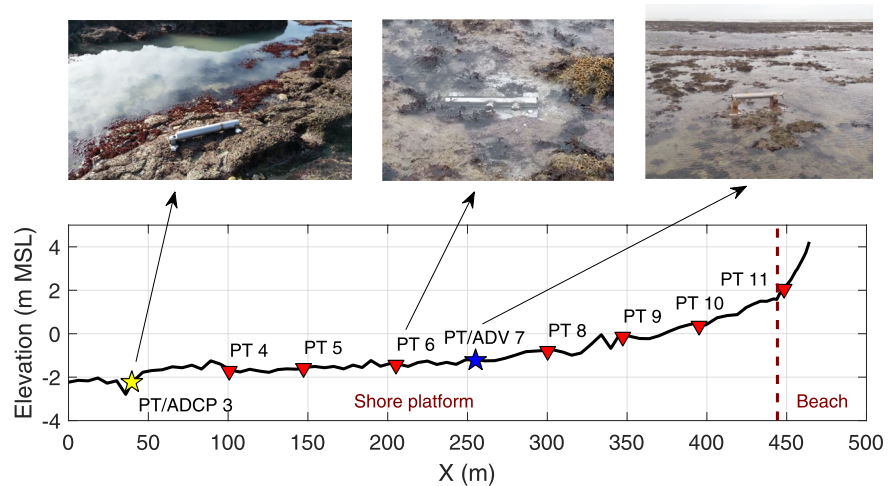 Elevation (m MSL)
4
2
0
-2
-4
PT/ADCP 3
PT 4
PT 5
PT 6
PT/ADV 7
PT 8
PT 9
PT 10
PT 11
Shore platform
Beach
0 50 100 150 200 250 300 350 400 450 500
X (m)